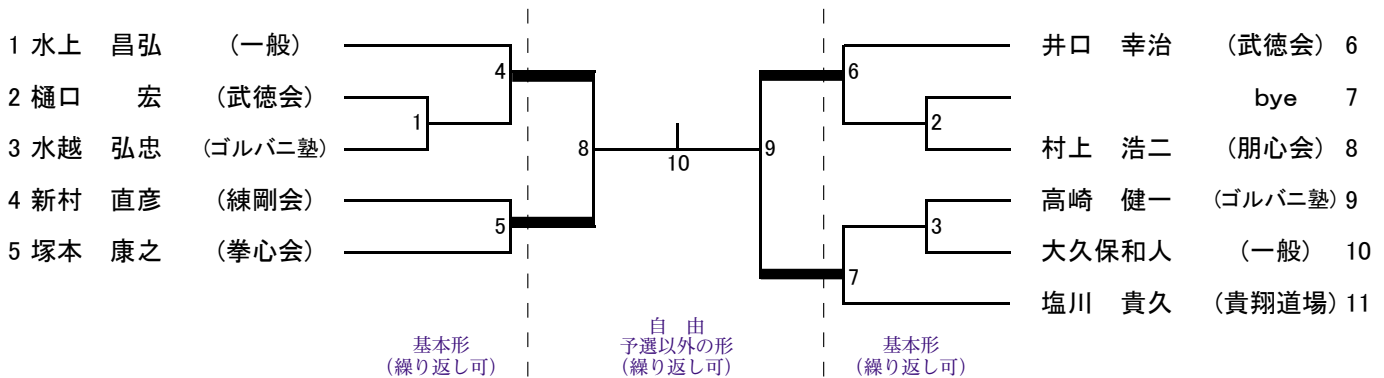 1 水上 昌弘 (一般)
2 樋口 宏 (武徳会)
3 水越 弘忠 (ゴルバニ塾)
4 新村 直彦 (練剛会)
5 塚本 康之 (拳心会)
4
1
5
8
10
9
6
2
3
7
井口 幸治 (武徳会) 6
bye 7
村上 浩二 (朋心会) 8
高崎 健一 (ゴルバニ塾) 9
大久保和人 (一般) 10
塩川 貴久 (貴翔道場) 11
基本形
(繰り返し可)
自 由
予選以外の形
(繰り返し可)
基本形
(繰り返し可)